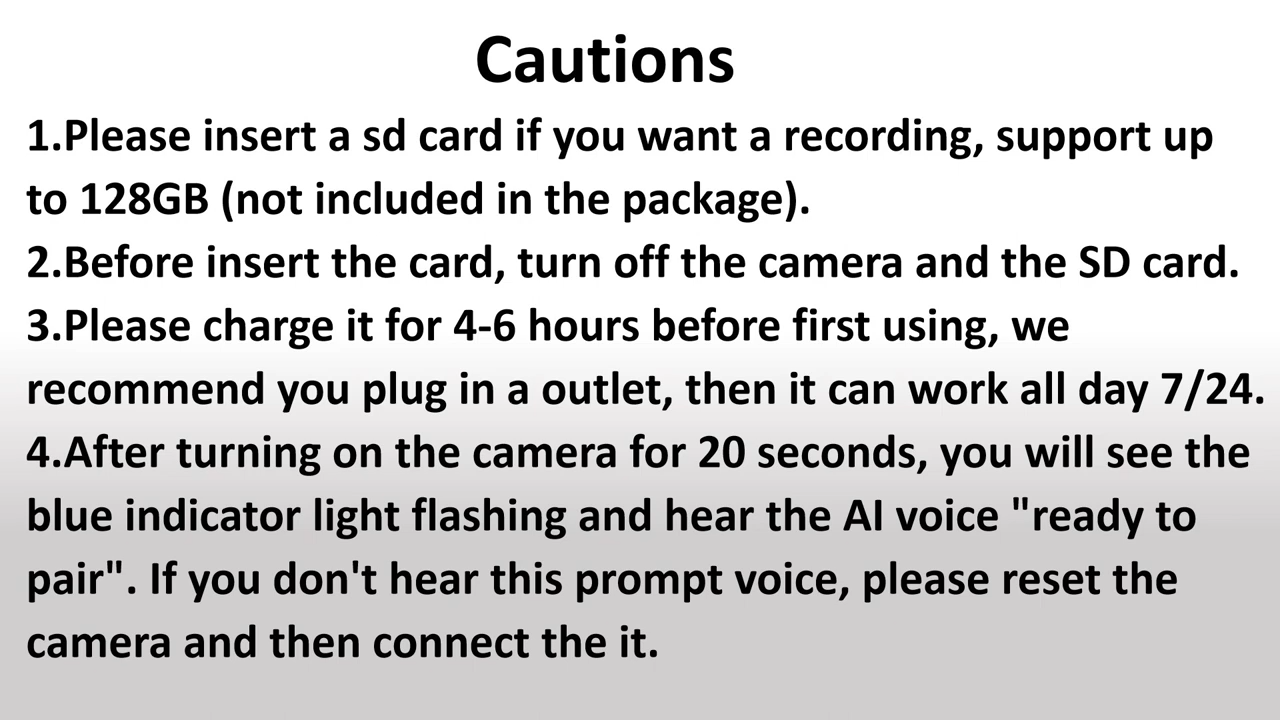 Cautions
1.Please insert a sd card if you want a recording, support up
to 128GB (not included in the package).
2.Before insert the card, turn off the camera and the SD card.
3.Please charge it for 4-6 hours before first using, we
recommend you plug in a outlet, then it can work all day 7/24.
4.After turning on the camera for 20 seconds, you will see the
blue indicator light flashing and hear the AI voice "ready to
pair". If you don't hear this prompt voice, please reset the
camera and then connect the it.